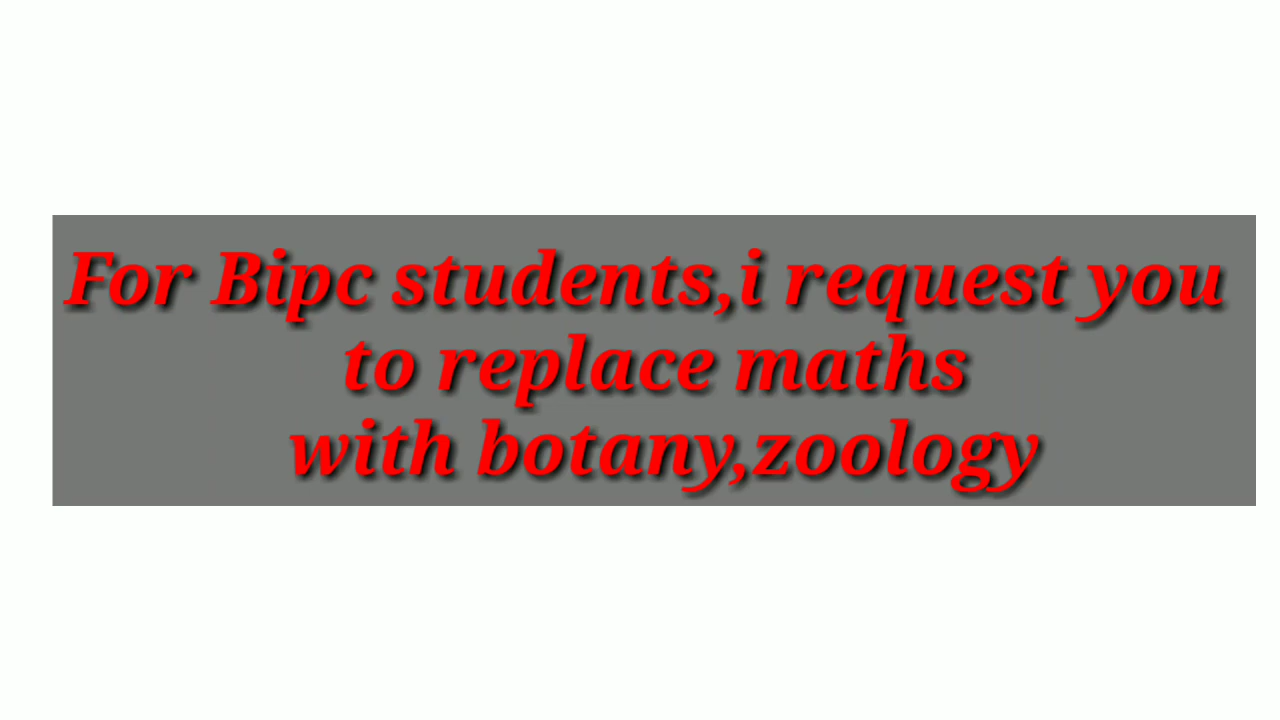 For Bipc students,i request you
to replace maths
with botany,zoology